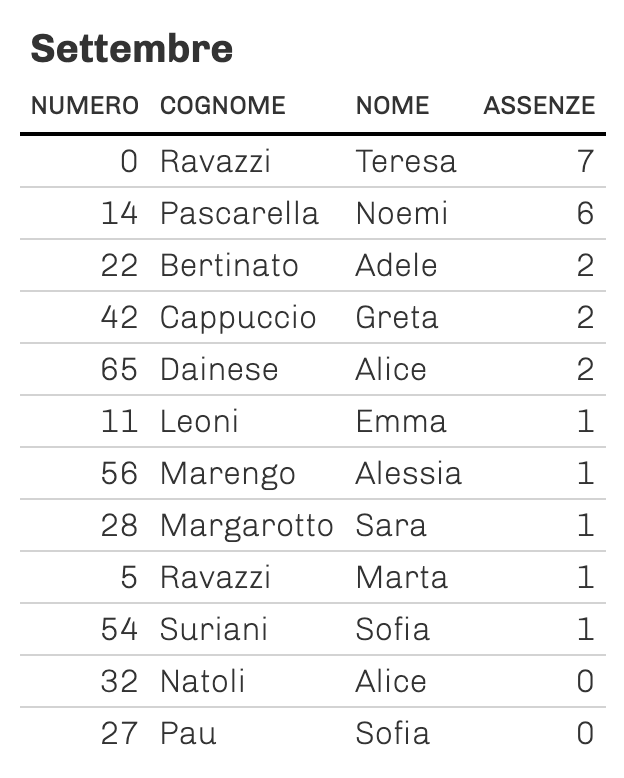 Settembre
NUMERO COGNOME NOME ASSENZE
0 Ravazzi Teresa 7
14 Pascarella Noemi 6
22 Bertinato Adele 2
42 Cappuccio Greta 2
65 Dainese Alice 2
11 Leoni Emma 1
56 Marengo Alessia 1
28 Margarotto Sara 1
5 Ravazzi Marta 1
54 Suriani Sofia 1
32 Natoli Alice 0
27 Pau Sofia 0